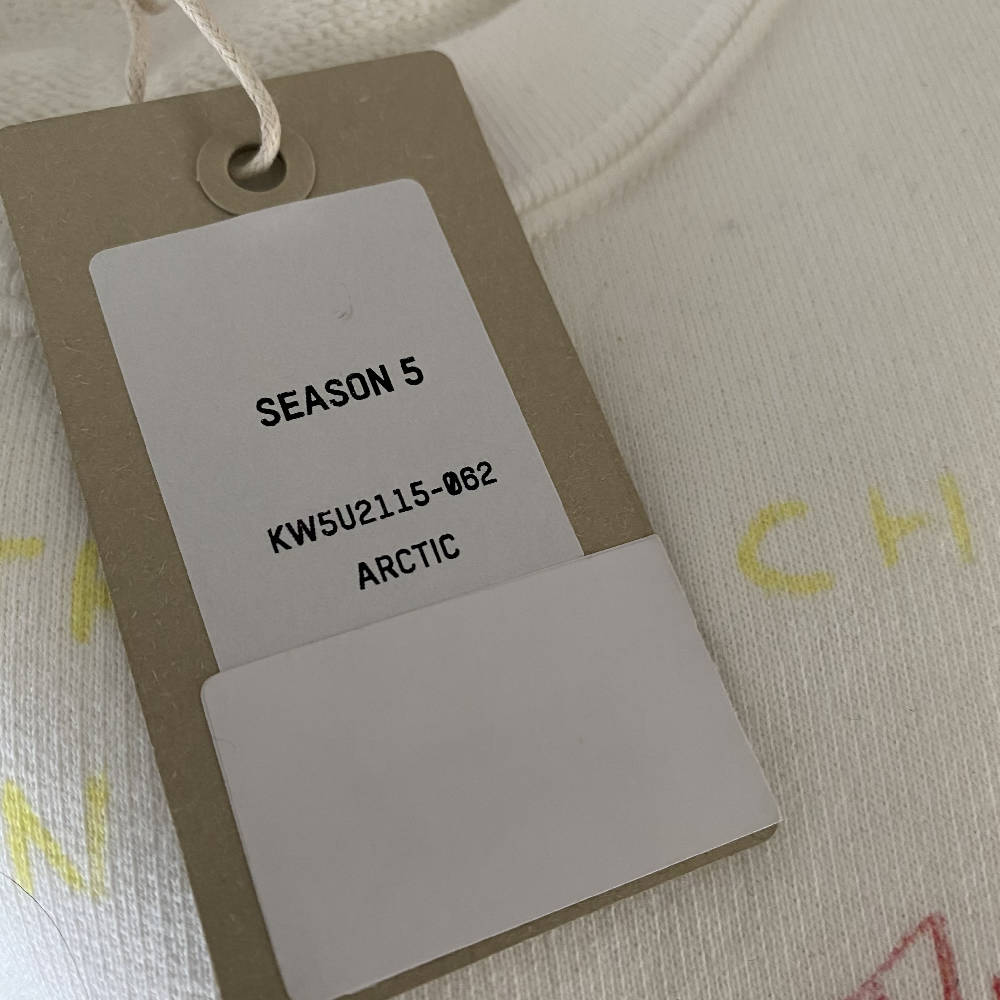 SEASON 5
KW5U2115-062
ARCTIC
CH
N